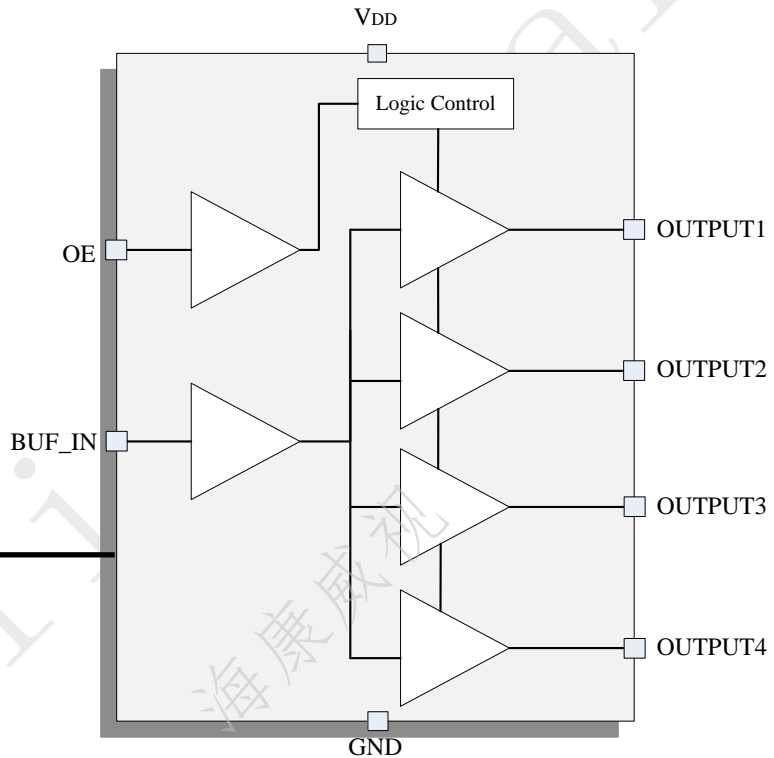 VDD
Logic Control
OE
OUTPUT1
OUTPUT2
BUF_IN
OUTPUT3
海康威视
OUTPUT4
GND